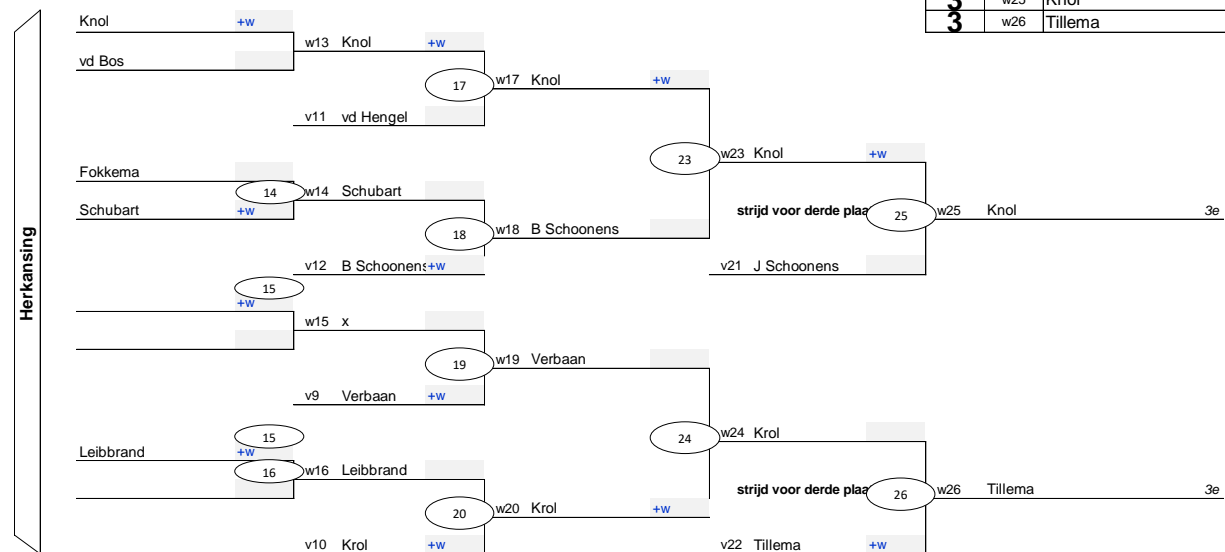 3 w25 Knol
3 w26 Tillema
Herkansing
Knol +w
vd Bos
w13 Knol +w
17
w17 Knol +w
v11 vd Hengel
23
w23 Knol +w
Fokkema
14
w14 Schubart
Schubart +w
strijd voor derde plaa
25
w25 Knol 3e
18
w18 B Schoonens
v12 B Schoonens +w
v21 J Schoonens
15
+w
w15 x
19
w19 Verbaan
v9 Verbaan +w
15
24
w24 Krol
Leibbrand +w
16
w16 Leibbrand
strijd voor derde plaa
26
w26 Tillema 3e
20
w20 Krol +w
v10 Krol +w
v22 Tillema +w